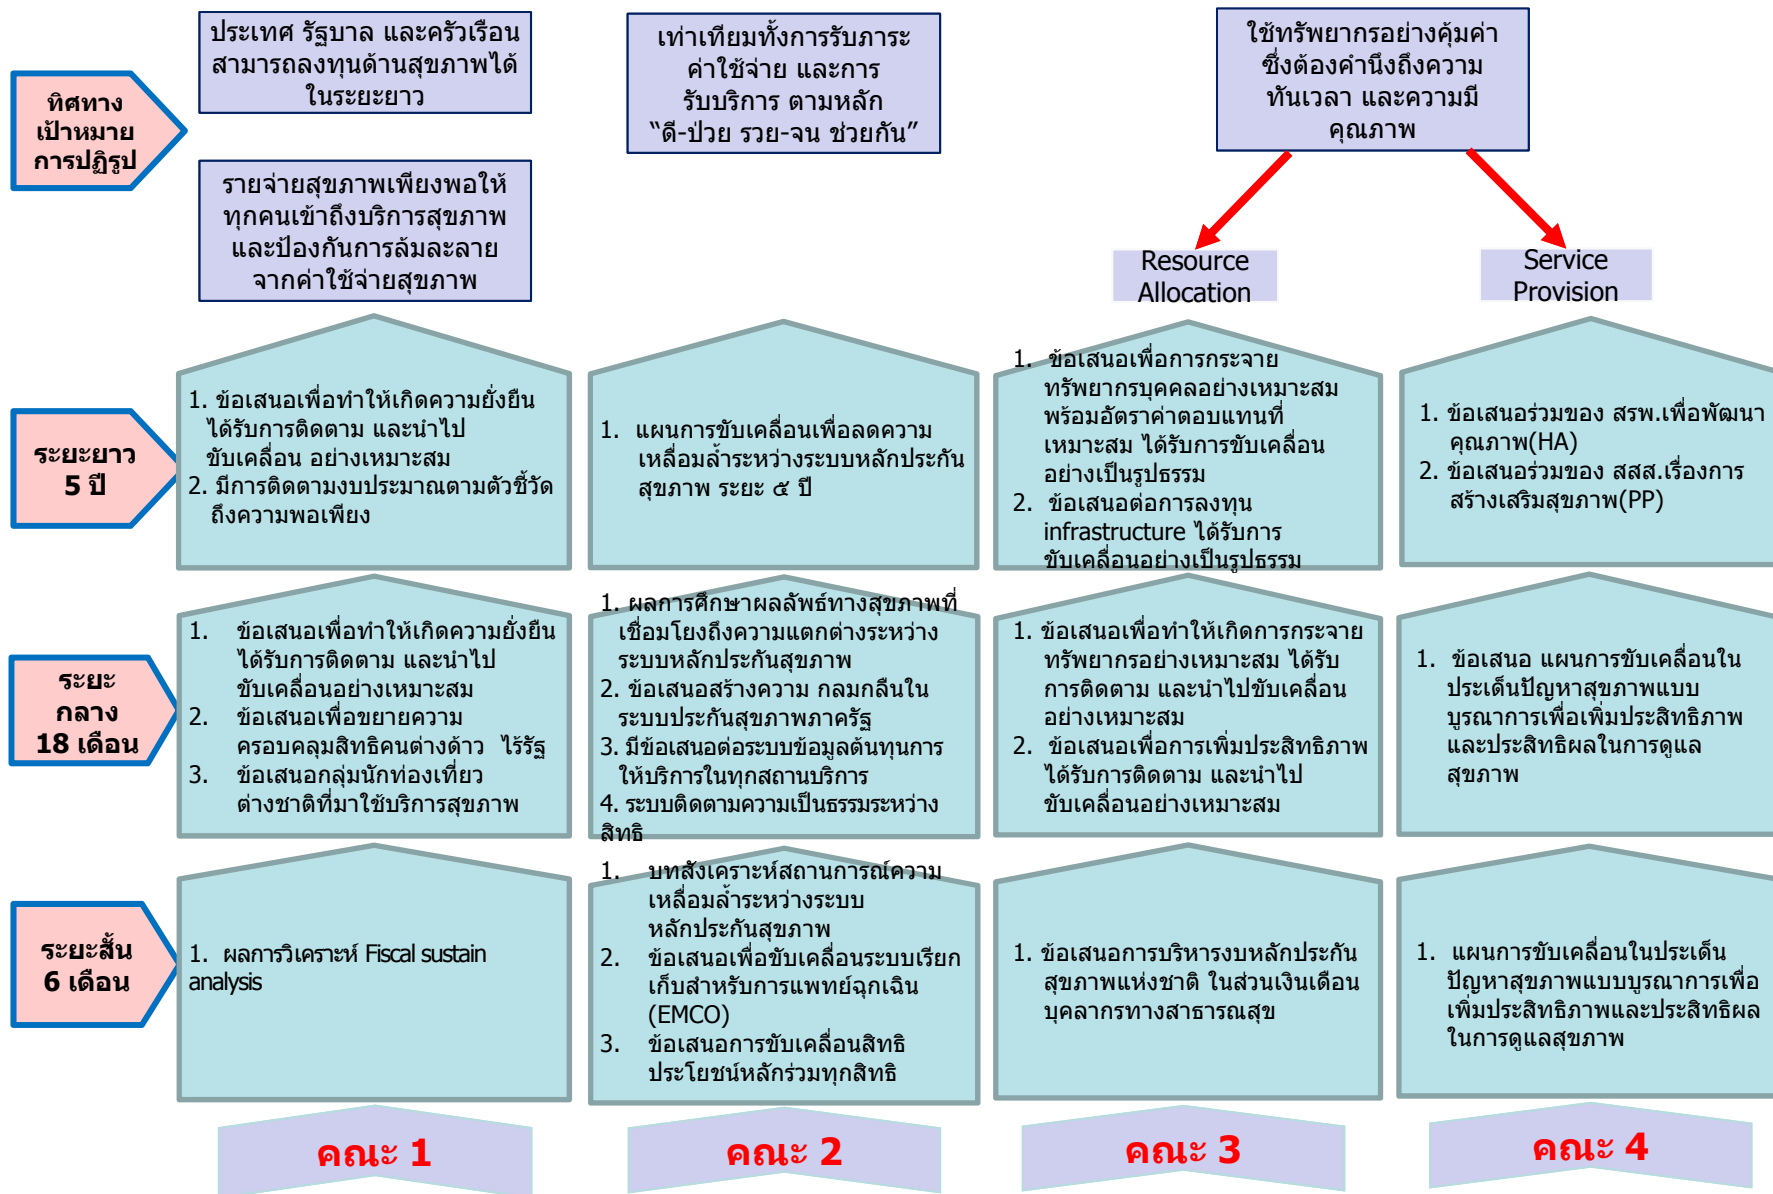 ทิศทาง
เป้าหมาย
การปฏิรูป
ประเทศ รัฐบาล และครัวเรือน
สามารถลงทุนด้านสุขภาพได้
ในระยะยาว
รายจ่ายสุขภาพเพียงพอให้
ทุกคนเข้าถึงบริการสุขภาพ
และป้องกันการล้มละลาย
จากค่าใช้จ่ายสุขภาพ
เท่าเทียมทั้งการรับภาระ
ค่าใช้จ่าย และการ
รับบริการ ตามหลัก
“ดี-ป่วย รวย-จน ช่วยกัน”
ใช้ทรัพยากรอย่างคุ้มค่า
ซึ่งต้องคำนึงถึงความ
ทันเวลา และความมี
คุณภาพ
Resource
Allocation
Service
Provision
ระยะยาว
5 ปี
1. ข้อเสนอเพื่อทำให้เกิดความยั่งยืน
ได้รับการติดตาม และนำไป
ขับเคลื่อน อย่างเหมาะสม
2. มีการติดตามงบประมาณตามตัวชี้วัด
ถึงความพอเพียง
1. แผนการขับเคลื่อนเพื่อลดความ
เหลื่อมล้ำระหว่างระบบหลักประกัน
สุขภาพ ระยะ ๕ ปี
1. ข้อเสนอเพื่อการกระจาย
ทรัพยากรบุคคลอย่างเหมาะสม
พร้อมอัตราค่าตอบแทนที่
เหมาะสม ได้รับการขับเคลื่อน
อย่างเป็นรูปธรรม
2. ข้อเสนอต่อการลงทุน
infrastructure ได้รับการ
ขับเคลื่อนอย่างเป็นรูปธรรม
1. ข้อเสนอร่วมของ สรพ.เพื่อพัฒนา
คุณภาพ(HA)
2. ข้อเสนอร่วมของ สสส.เรื่องการ
สร้างเสริมสุขภาพ(PP)
ระยะ
กลาง
18 เดือน
1. ข้อเสนอเพื่อทำให้เกิดความยั่งยืน
ได้รับการติดตาม และนำไป
ขับเคลื่อนอย่างเหมาะสม
2. ข้อเสนอเพื่อขยายความ
ครอบคลุมสิทธิคนต่างด้าว ไร้รัฐ
3. ข้อเสนอกลุ่มนักท่องเที่ยว
ต่างชาติที่มาใช้บริการสุขภาพ
1. ผลการศึกษาผลลัพธ์ทางสุขภาพที่
เชื่อมโยงถึงความแตกต่างระหว่าง
ระบบหลักประกันสุขภาพ
2. ข้อเสนอสร้างความ กลมกลืนใน
ระบบประกันสุขภาพภาครัฐ
3. มีข้อเสนอต่อระบบข้อมูลต้นทุนการ
ให้บริการในทุกสถานบริการ
4. ระบบติดตามความเป็นธรรมระหว่าง
สิทธิ
1. ข้อเสนอเพื่อทำให้เกิดการกระจาย
ทรัพยากรอย่างเหมาะสม ได้รับ
การติดตาม และนำไปขับเคลื่อน
อย่างเหมาะสม
2. ข้อเสนอเพื่อการเพิ่มประสิทธิภาพ
ได้รับการติดตาม และนำไป
ขับเคลื่อนอย่างเหมาะสม
1. ข้อเสนอ แผนการขับเคลื่อนใน
ประเด็นปัญหาสุขภาพแบบ
บูรณาการเพื่อเพิ่มประสิทธิภาพ
และประสิทธิผลในการดูแล
สุขภาพ
ระยะสั้น
6 เดือน
1. ผลการวิเคราะห์ Fiscal sustain
analysis
1. บทสังเคราะห์สถานการณ์ความ
เหลื่อมล้ำระหว่างระบบ
หลักประกันสุขภาพ
2. ข้อเสนอเพื่อขับเคลื่อนระบบเรียก
เก็บสำหรับการแพทย์ฉุกเฉิน
(EMCO)
3. ข้อเสนอการขับเคลื่อนสิทธิ
ประโยชน์หลักร่วมทุกสิทธิ
1. ข้อเสนอการบริหารงบหลักประกัน
สุขภาพแห่งชาติ ในส่วนเงินเดือน
บุคลากรทางสาธารณสุข
1. แผนการขับเคลื่อนในประเด็น
ปัญหาสุขภาพแบบบูรณาการเพื่อ
เพิ่มประสิทธิภาพและประสิทธิผล
ในการดูแลสุขภาพ
คณะ 1
คณะ 2
คณะ 3
คณะ 4